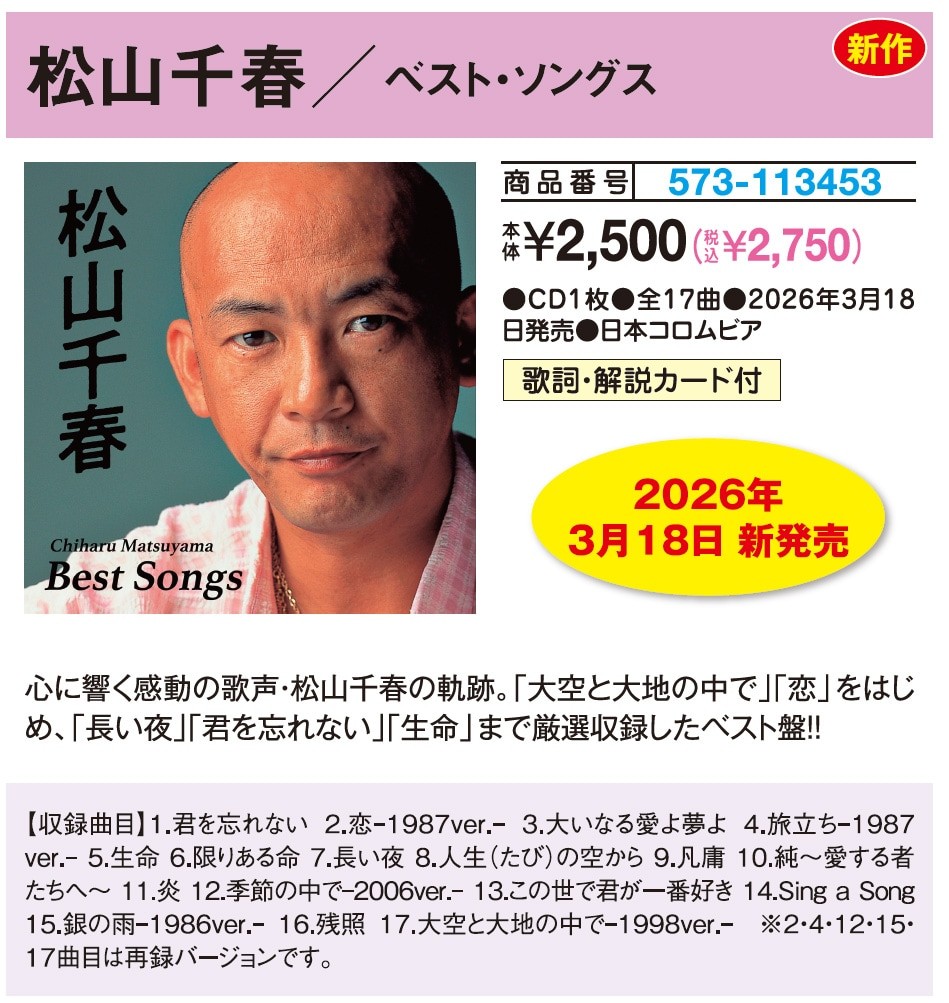 松山千春／ベスト・ソングス
新作
松山千春
Chiharu Matsuyama
Best Songs
商品番号 573-113453
本体¥2,500(税込¥2,750)
●CD1枚●全17曲●2026年3月18
日発売●日本コロムビア
歌詞・解説カード付
2026年
3月18日 新発売
心に響く感動の歌声・松山千春の軌跡。「大空と大地の中で」「恋」をはじ
め、「長い夜」「君を忘れない」「生命」まで厳選収録したベスト盤!!
【収録曲目】1.君を忘れない 2.恋-1987ver.- 3.大いなる愛よ夢よ 4.旅立ち-1987
ver.- 5.生命 6.限りある命 7.長い夜 8.人生(たび)の空から 9.凡庸 10.純～愛する者
たちへ～ 11.炎 12.季節の中で-2006ver.- 13.この世で君が一番好き 14.Sing a Song
15.銀の雨-1986ver.- 16.残照 17.大空と大地の中で-1998ver.- ※2・4・12・15・
17曲目は再録バージョンです。